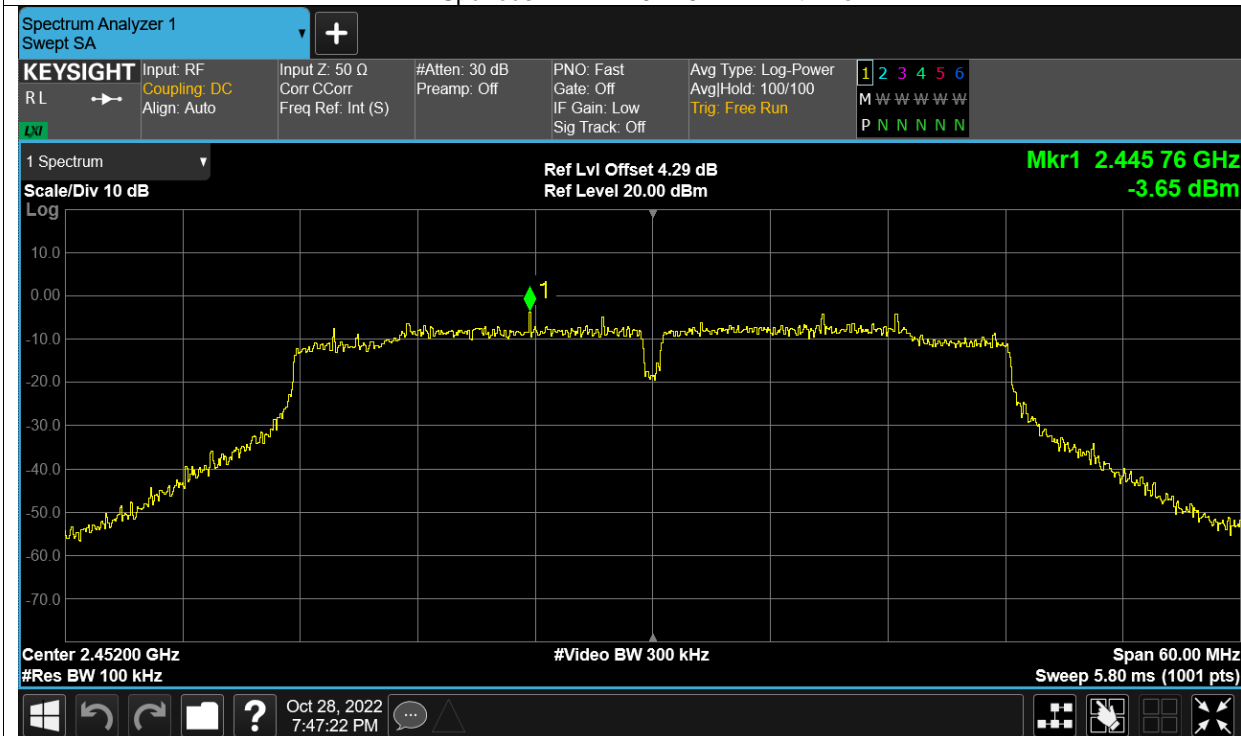 Spectrum Analyzer 1
Swept SA
KEYSIGHT
R L
LXI
Input: RF
Coupling: DC
Align: Auto
Input Z: 50 Ω
Corr CCorr
Freq Ref: Int (S)
#Atten: 30 dB
Preamp: Off
PNO: Fast
Gate: Off
IF Gain: Low
Sig Track: Off
Avg Type: Log-Power
Avg|Hold: 100/100
Trig: Free Run
1 2 3 4 5 6
M W W W W W
P N N N N N
1 Spectrum
Scale/Div 10 dB
Log
Ref Lvl Offset 4.29 dB
Ref Level 20.00 dBm
Mkr1 2.445 76 GHz
-3.65 dBm
10.0
0.00
1
-10.0
-20.0
-30.0
-40.0
-50.0
-60.0
-70.0
Center 2.45200 GHz
#Res BW 100 kHz
#Video BW 300 kHz
Span 60.00 MHz
Sweep 5.80 ms (1001 pts)
?
Oct 28, 2022
7:47:22 PM